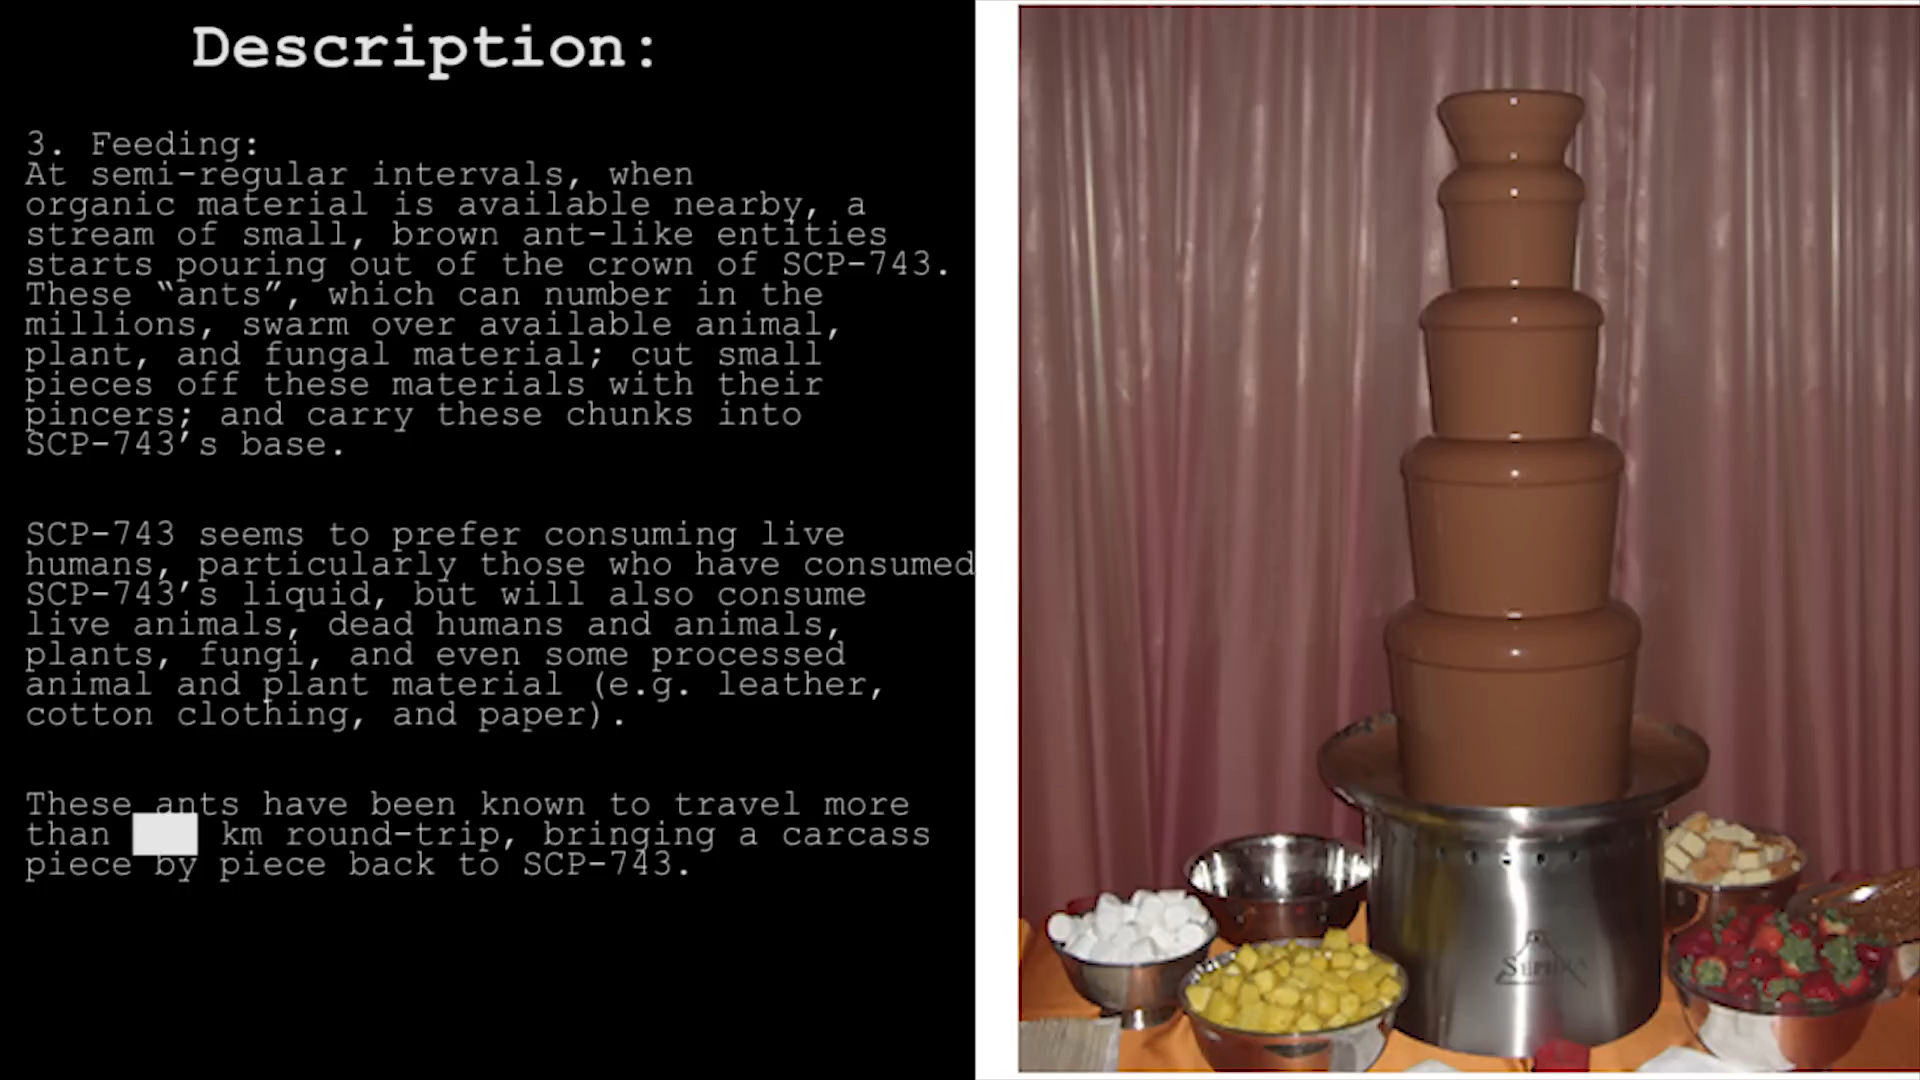 Description:
3. Feeding:
At semi-regular intervals, when
organic material is available nearby, a
stream of small, brown ant-like entities
starts pouring out of the crown of SCP-743.
These “ants”, which can number in the
millions, swarm over available animal,
plant, and fungal material; cut small
pieces off these materials with their
pincers; and carry these chunks into
SCP-743’s base.
SCP-743 seems to prefer consuming live
humans, particularly those who have consumed
SCP-743’s liquid, but will also consume
live animals, dead humans and animals,
plants, fungi, and even some processed
animal and plant material (e.g. leather,
cotton clothing, and paper).
These ants have been known to travel more
than km round-trip, bringing a carcass
piece by piece back to SCP-743.